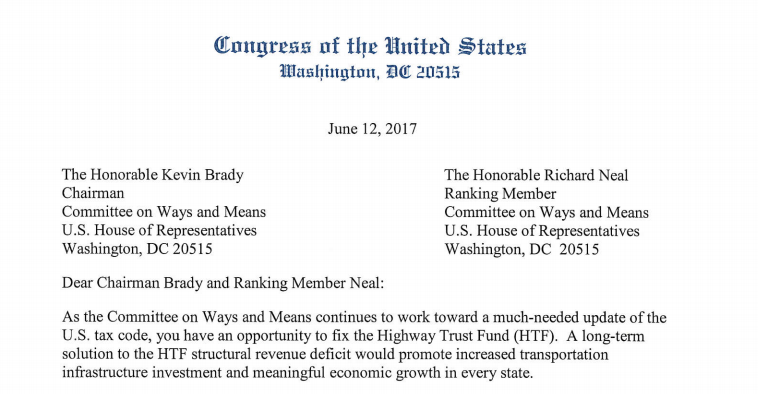 Congress of the United States
Washington, DC 20515
June 12, 2017
The Honorable Kevin Brady
Chairman
Committee on Ways and Means
U.S. House of Representatives
Washington, DC 20515
The Honorable Richard Neal
Ranking Member
Committee on Ways and Means
U.S. House of Representatives
Washington, DC 20515
Dear Chairman Brady and Ranking Member Neal:
As the Committee on Ways and Means continues to work toward a much-needed update of the
U.S. tax code, you have an opportunity to fix the Highway Trust Fund (HTF). A long-term
solution to the HTF structural revenue deficit would promote increased transportation
infrastructure investment and meaningful economic growth in every state.